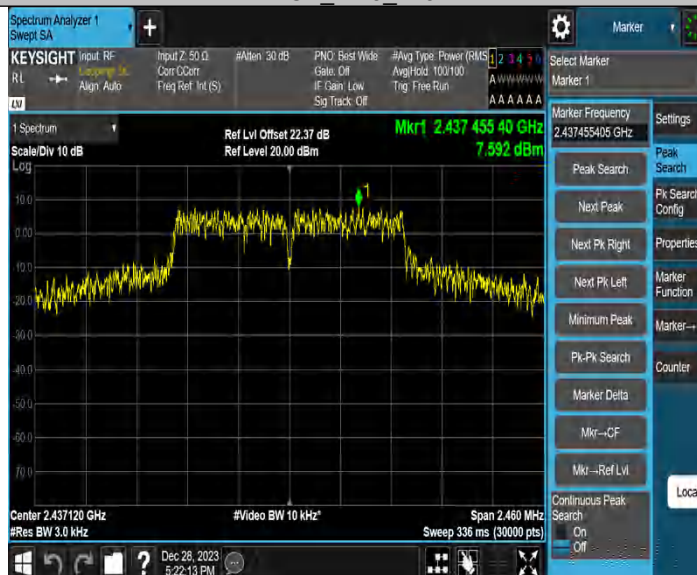 Spectrum Analyzer 1
Swept SA
+
Marker
KEYSIGHT
RL
LXI
Input: RF
Coupling: DC
Align: Auto
Input Z: 50 Ω
Corr CCorr
Freq Ref: Int (S)
#Atten: 30 dB
PNO: Best Wide
Gate: Off
IF Gain: Low
Sig Track: Off
#Avg Type: Power (RMS
Avg|Hold: 100/100
Trig: Free Run
1 2 3 4 5 6
A W W W W W
A A A A A A
Select Marker
Marker 1
1 Spectrum
Scale/Div 10 dB
Log
Ref Lvl Offset 22.37 dB
Ref Level 20.00 dBm
Mkr1 2.437 455 40 GHz
7.592 dBm
1
10.0
0.00
-10.0
-20.0
-30.0
-40.0
-50.0
-60.0
-70.0
Center 2.437120 GHz
#Res BW 3.0 kHz
#Video BW 10 kHz*
Span 2.460 MHz
Sweep 336 ms (30000 pts)
Marker Frequency
2.437455405 GHz
Peak Search
Next Peak
Next Pk Right
Next Pk Left
Minimum Peak
Pk-Pk Search
Marker Delta
Mkr→CF
Mkr→Ref Lvl
Continuous Peak
Search
On
Off
Settings
Peak
Search
Pk Search
Config
Properties
Marker
Function
Marker→
Counter
Loca
?
Dec 28, 2023
5:22:13 PM